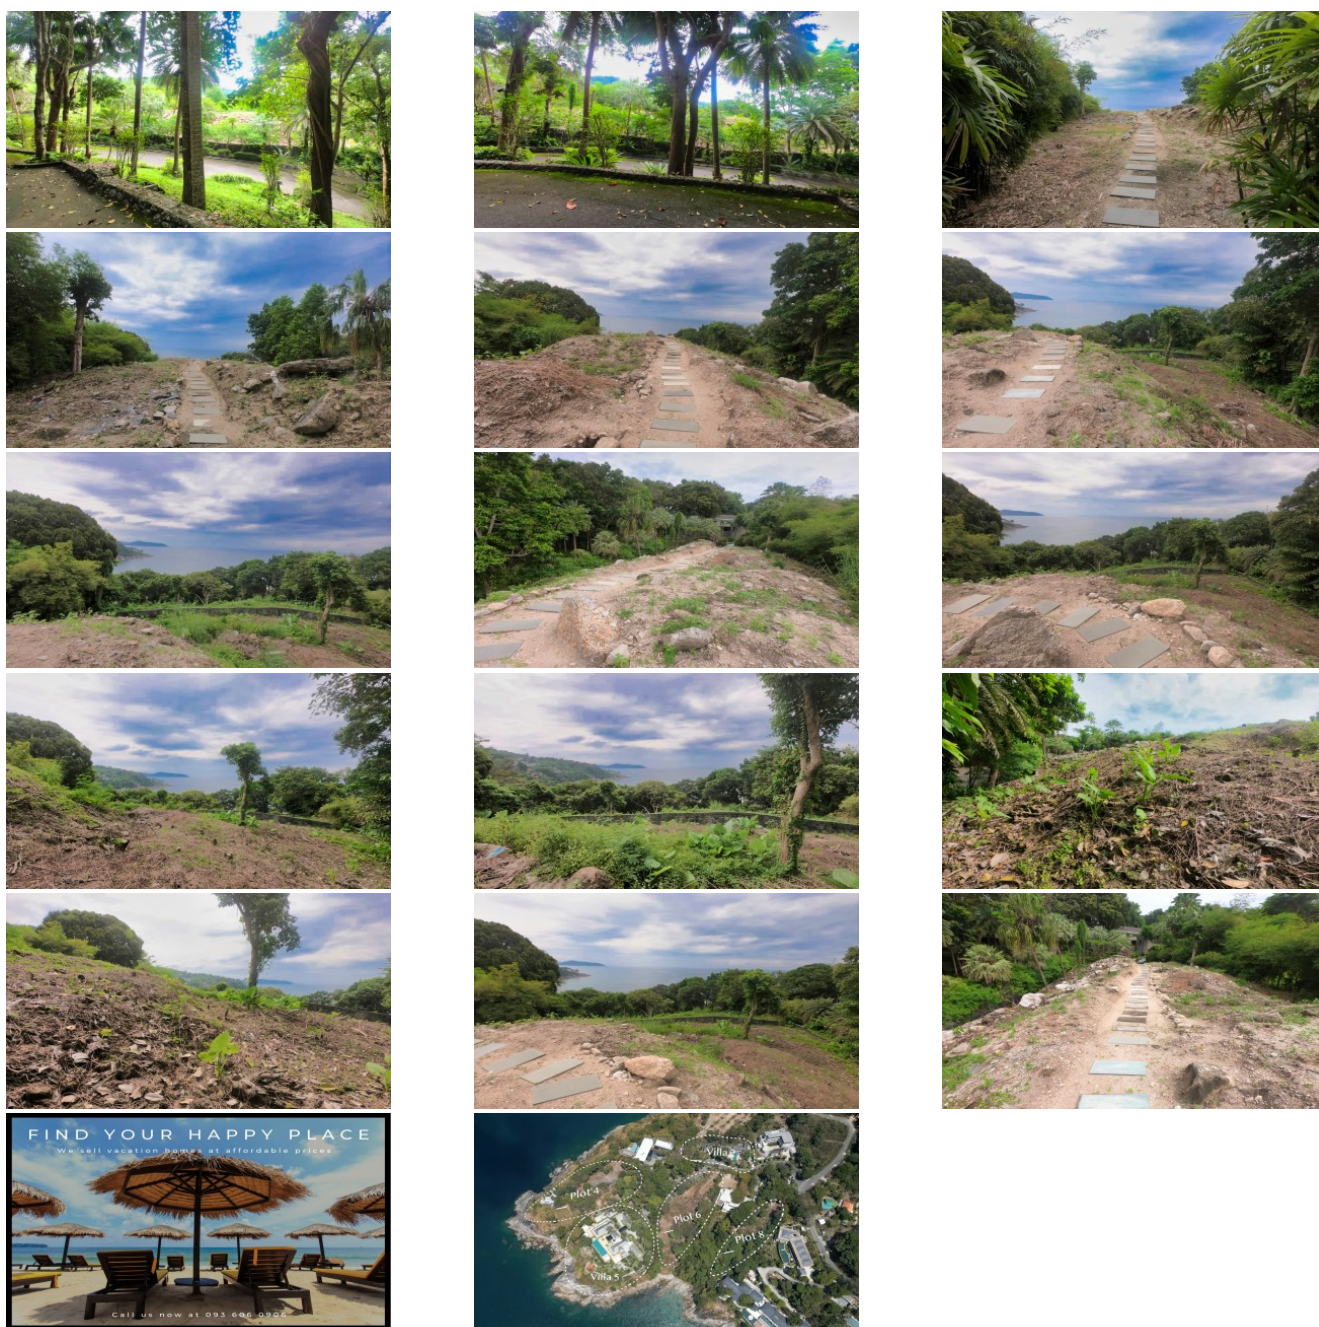 FIND YOUR HAPPY PLACE
We sell vacation homes at affordable prices
Call us now at 093 606 0906
Villa
Plot 4
Plot 6
Plot 8
Villa 5